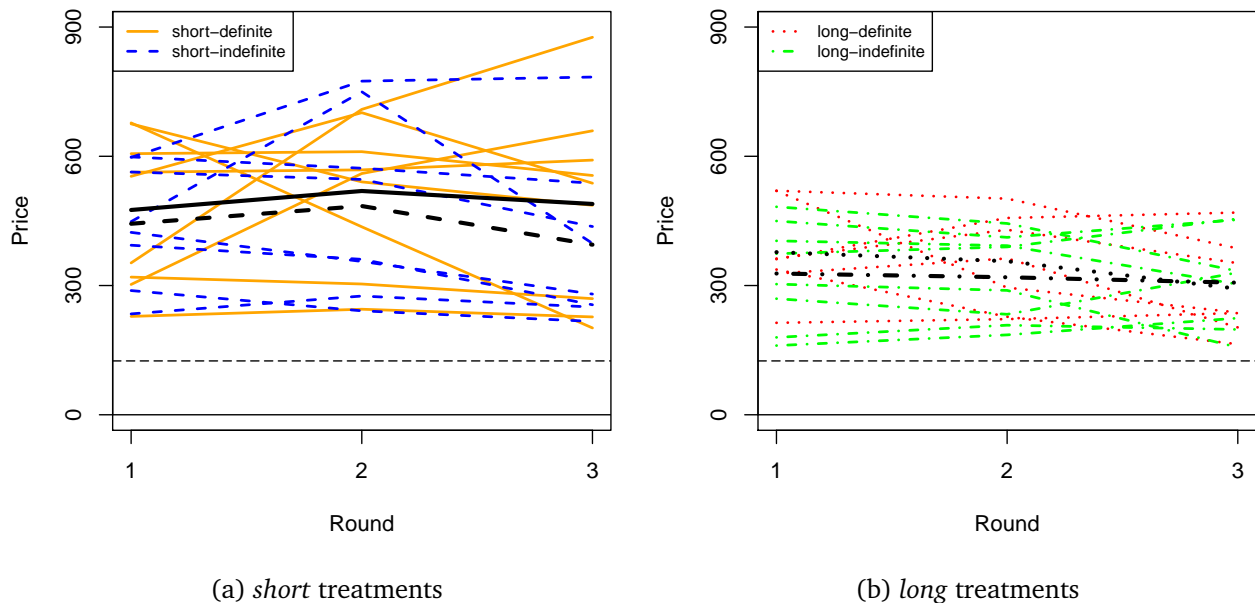 900
600
300
0
Price
short−definite
short−indefinite
1 2 3
Round
(a) short treatments
900
600
300
0
Price
long−definite
long−indefinite
1 2 3
Round
(b) long treatments